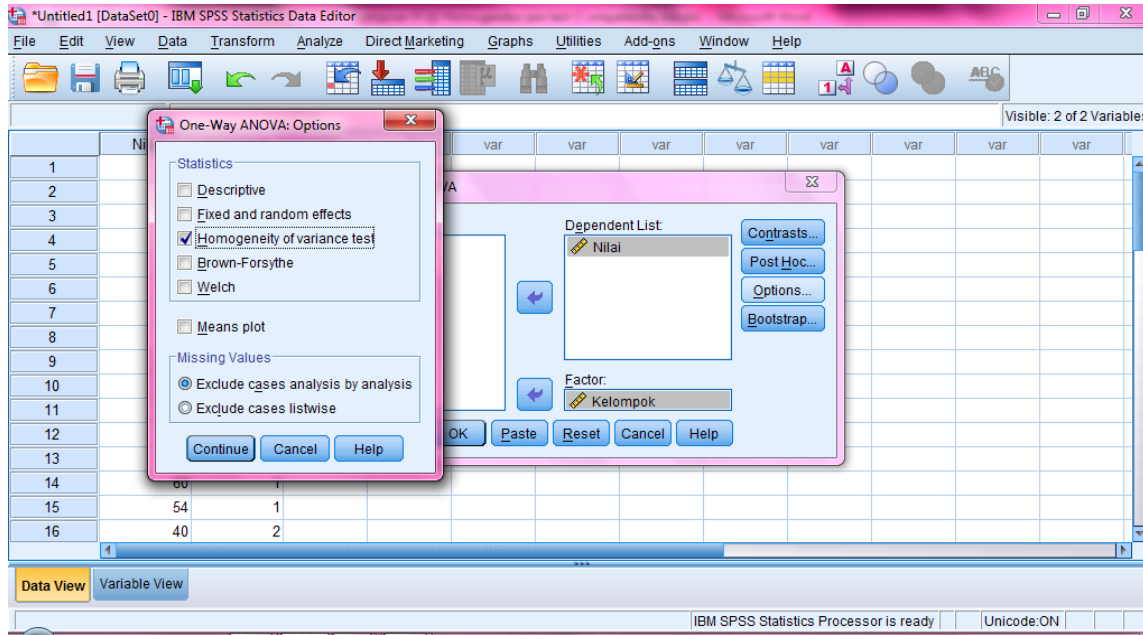 *Untitled1 [DataSet0] - IBM SPSS Statistics Data Editor
File Edit View Data Transform Analyze Direct Marketing Graphs Utilities Add-ons Window Help
Visible: 2 of 2 Variables
Ni var var var var var var var var
One-Way ANOVA: Options
Statistics
Descriptive
Fixed and random effects
Homogeneity of variance test
Brown-Forsythe
Welch
Means plot
Missing Values
Exclude cases analysis by analysis
Exclude cases listwise
Continue Cancel Help
VA
Dependent List:
Nilai
Factor:
Kelompok
Contrasts...
Post Hoc...
Options...
Bootstrap...
OK Paste Reset Cancel Help
1
2
3
4
5
6
7
8
9
10
11
12
13
14 60 1
15 54 1
16 40 2
Data View Variable View
IBM SPSS Statistics Processor is ready Unicode:ON